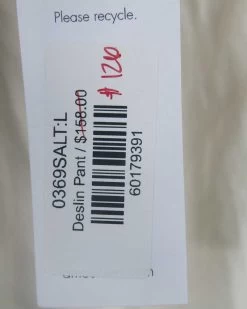 Please recycle.
0369SALT:L
Deslin Pant / $158.00
$ 120
60179391